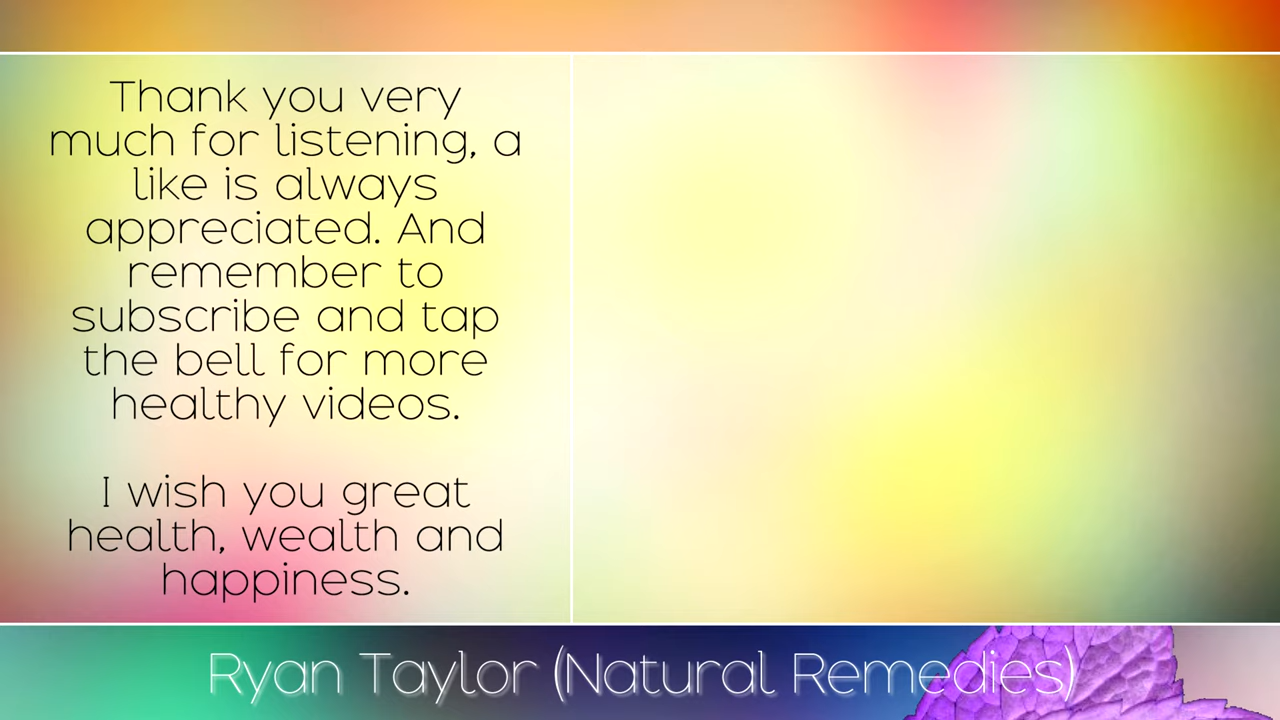 Thank you very
much for listening, a
like is always
appreciated. And
remember to
subscribe and tap
the bell for more
healthy videos.
I wish you great
health, wealth and
happiness.
Ryan Taylor (Natural Remedies)